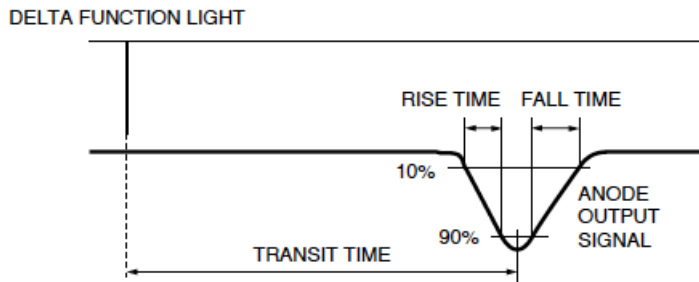 DELTA FUNCTION LIGHT
RISE TIME
FALL TIME
10%
ANODE
OUTPUT
SIGNAL
90%
TRANSIT TIME